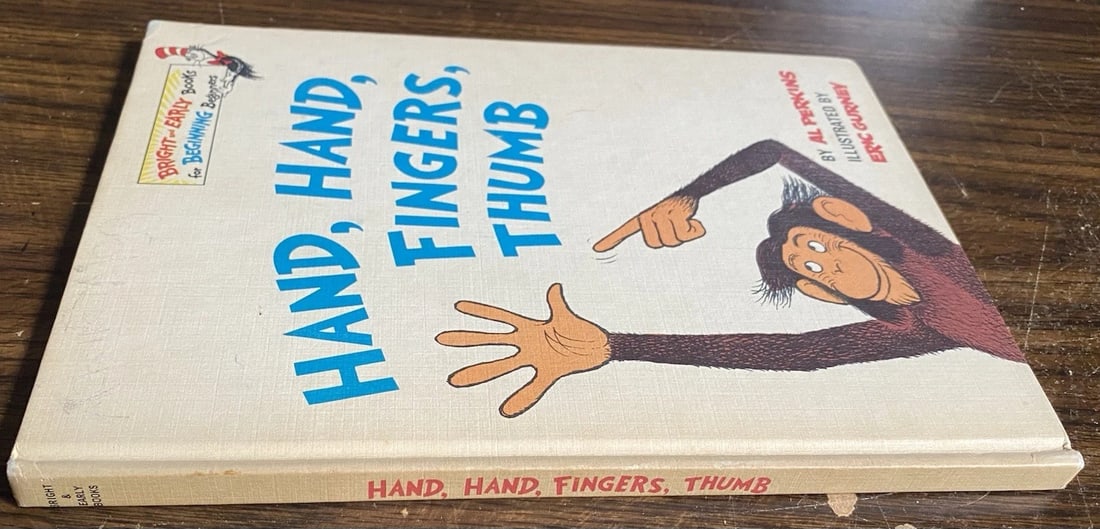 BRIGHT and EARLY BOOKS
for BEGINNING Beginners
HAND, HAND,
FINGERS,
THUMB
BY AL PERKINS
ILLUSTRATED BY
ERIC GURNEY
BRIGHT
&
EARLY
BOOKS
HAND, HAND, FINGERS, THUMB